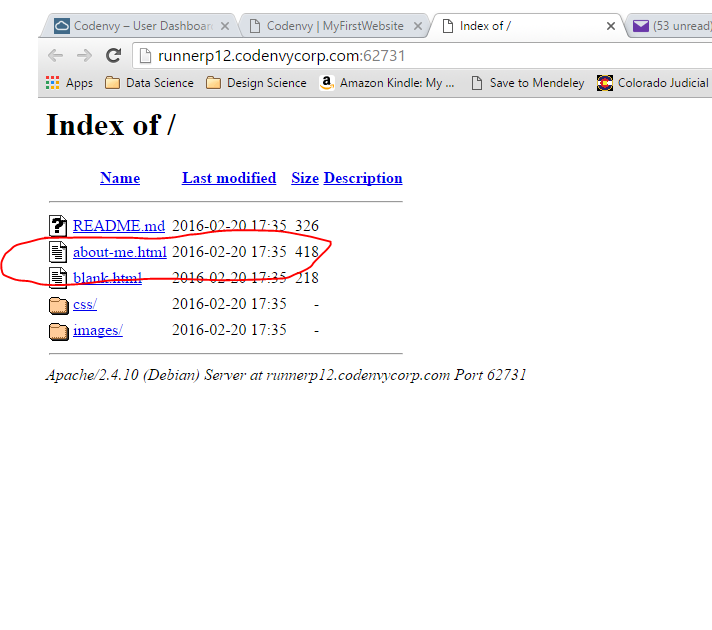 Codenvy – User Dashboar Codenvy | MyFirstWebsite Index of / (53 unread)
runnerp12.codenvycorp.com:62731
Apps Data Science Design Science Amazon Kindle: My ... Save to Mendeley Colorado Judicial
Index of /
Name Last modified Size Description
README.md 2016-02-20 17:35 326
about-me.html 2016-02-20 17:35 418
blank.html 2016-02-20 17:35 218
css/ 2016-02-20 17:35 -
images/ 2016-02-20 17:35 -
Apache/2.4.10 (Debian) Server at runnerp12.codenvycorp.com Port 62731